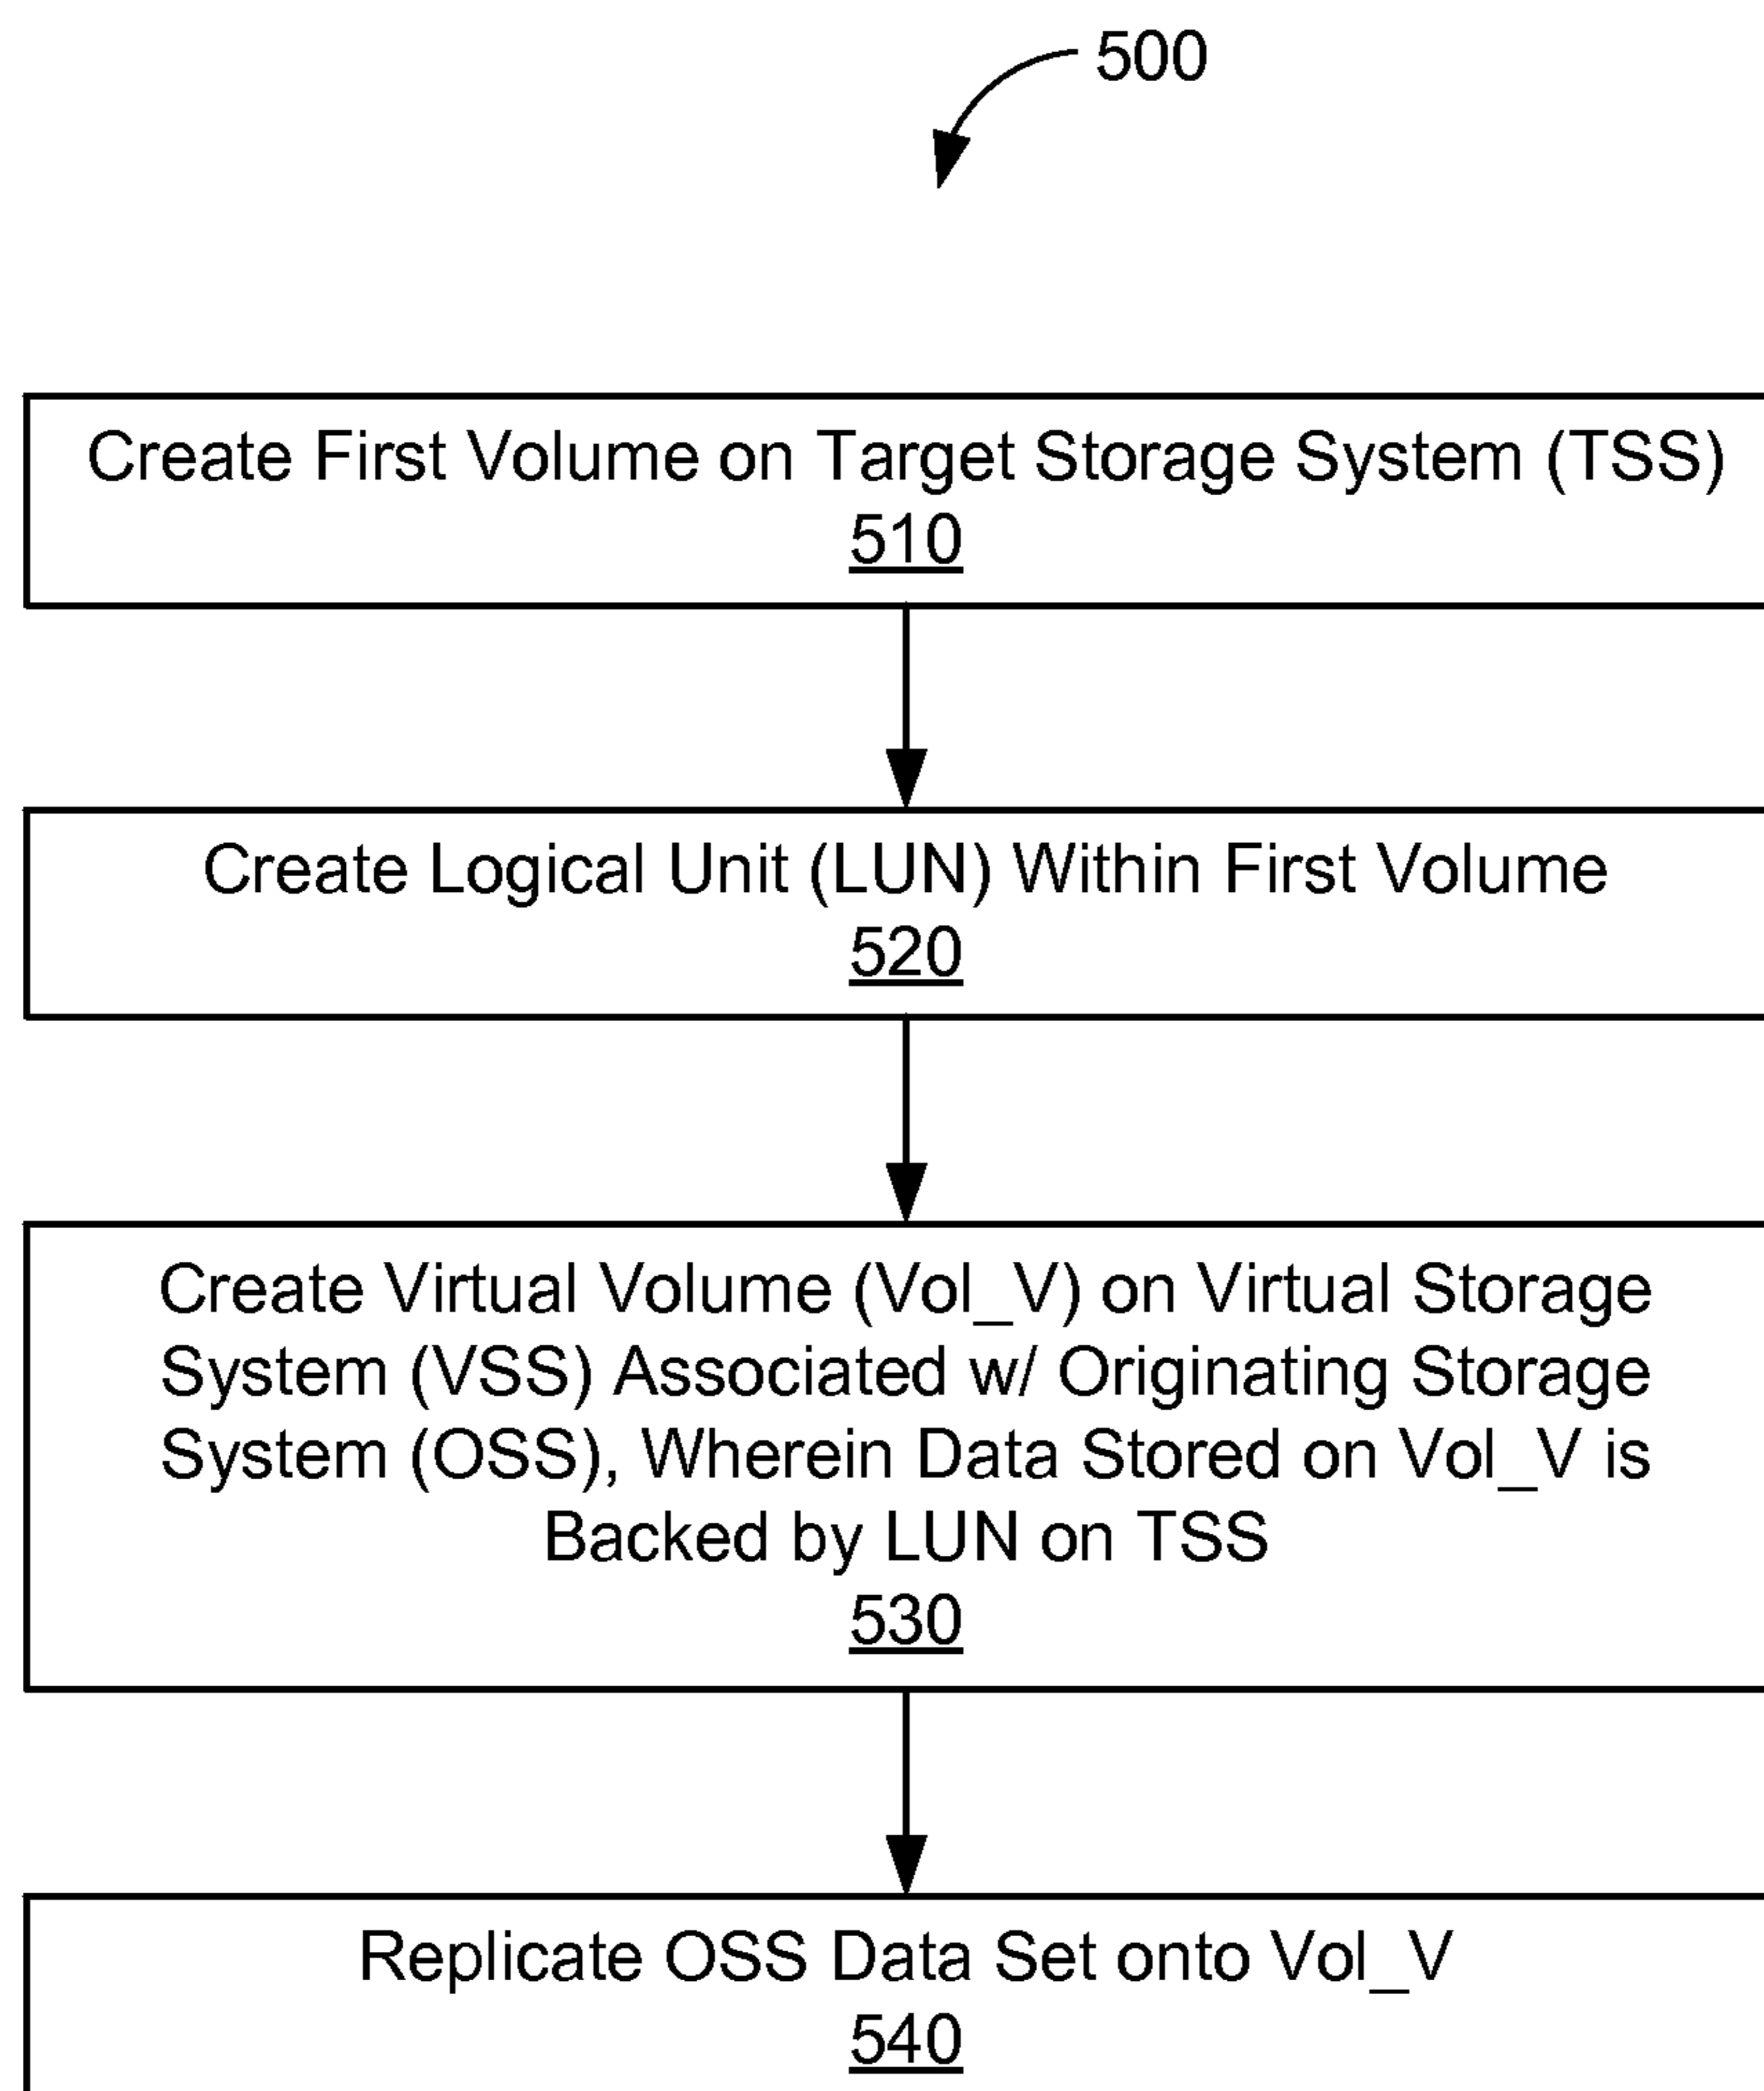 500
Create First Volume on Target Storage System (TSS)
510
Create Logical Unit (LUN) Within First Volume
520
Create Virtual Volume (Vol_V) on Virtual Storage
System (VSS) Associated w/ Originating Storage
System (OSS), Wherein Data Stored on Vol_V is
Backed by LUN on TSS
530
Replicate OSS Data Set onto Vol_V
540